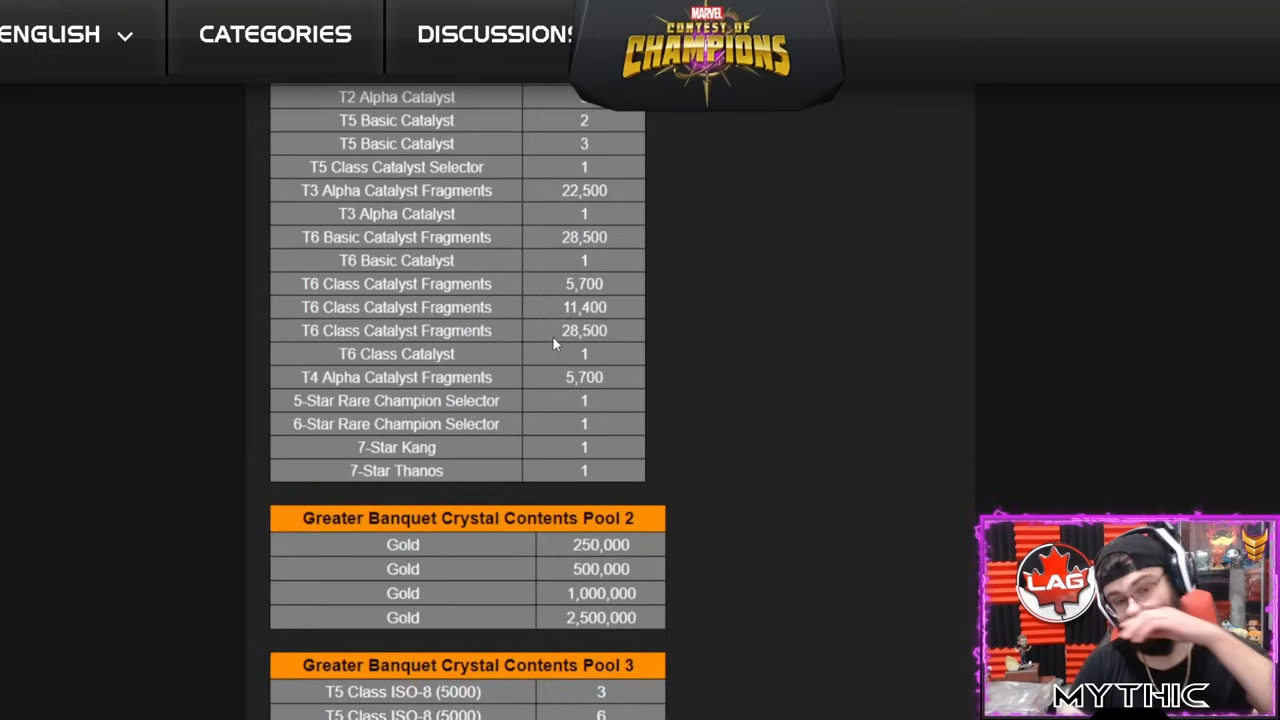 ENGLISH CATEGORIES DISCUSSIONS
MARVEL
CONTEST OF
CHAMPIONS
T2 Alpha Catalyst
T5 Basic Catalyst 2
T5 Basic Catalyst 3
T5 Class Catalyst Selector 1
T3 Alpha Catalyst Fragments 22,500
T3 Alpha Catalyst 1
T6 Basic Catalyst Fragments 28,500
T6 Basic Catalyst 1
T6 Class Catalyst Fragments 5,700
T6 Class Catalyst Fragments 11,400
T6 Class Catalyst Fragments 28,500
T6 Class Catalyst 1
T4 Alpha Catalyst Fragments 5,700
5-Star Rare Champion Selector 1
6-Star Rare Champion Selector 1
7-Star Kang 1
7-Star Thanos 1
Greater Banquet Crystal Contents Pool 2
Gold 250,000
Gold 500,000
Gold 1,000,000
Gold 2,500,000
Greater Banquet Crystal Contents Pool 3
T5 Class ISO-8 (5000) 3
T5 Class ISO-8 (5000) 6
LAG
MYTHIC